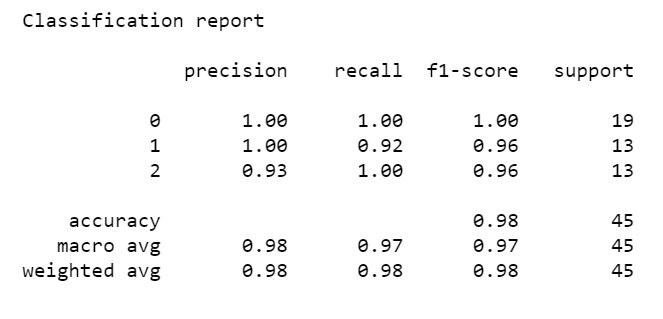 Classification report
precision recall f1-score support
0 1.00 1.00 1.00 19
1 1.00 0.92 0.96 13
2 0.93 1.00 0.96 13
accuracy 0.98 45
macro avg 0.98 0.97 0.97 45
weighted avg 0.98 0.98 0.98 45